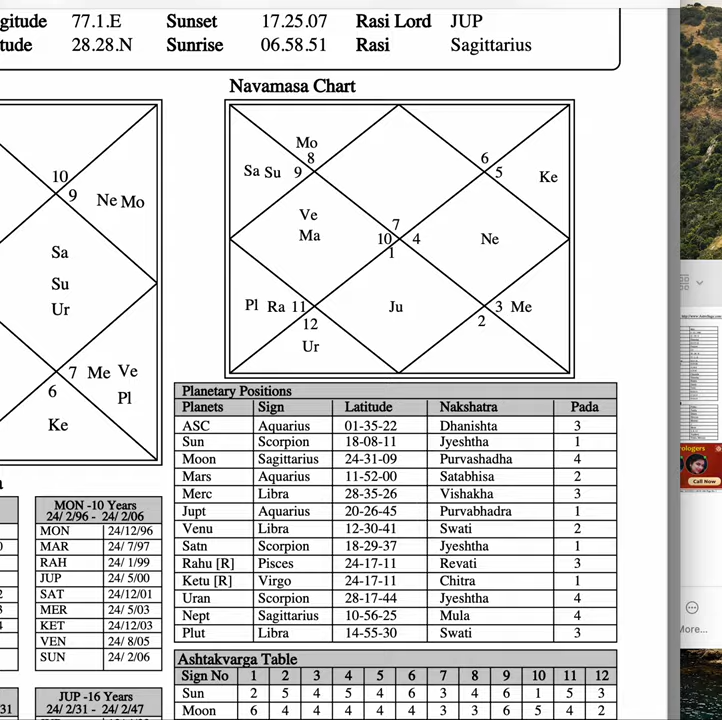 gitude 77.1.E Sunset 17.25.07 Rasi Lord JUP
tude 28.28.N Sunrise 06.58.51 Rasi Sagittarius
Navamasa Chart
10
9
Ne Mo
Sa
Su
Ur
7 Me Ve
Pl
6
Ke
Mo
8
Sa Su 9
6
5
Ke
Ve
Ma
7
10 4
1
Ne
Pl Ra 11
12
Ur
Ju
3 Me
2
Planetary Positions
Planets Sign Latitude Nakshatra Pada
ASC Aquarius 01-35-22 Dhanishta 3
Sun Scorpion 18-08-11 Jyeshtha 1
Moon Sagittarius 24-31-09 Purvashadha 4
Mars Aquarius 11-52-00 Satabhisa 2
Merc Libra 28-35-26 Vishakha 3
Jupt Aquarius 20-26-45 Purvabhadra 1
Venu Libra 12-30-41 Swati 2
Satn Scorpion 18-29-37 Jyeshtha 1
Rahu [R] Pisces 24-17-11 Revati 3
Ketu [R] Virgo 24-17-11 Chitra 1
Uran Scorpion 28-17-44 Jyeshtha 4
Nept Sagittarius 10-56-25 Mula 4
Plut Libra 14-55-30 Swati 3
Ashtakvarga Table
Sign No 1 2 3 4 5 6 7 8 9 10 11 12
Sun 2 5 4 5 4 6 3 4 6 1 5 3
Moon 6 4 4 4 4 4 3 3 6 5 4 2
a
MON -10 Years
24/ 2/96 - 24/ 2/06
MON 24/12/96
MAR 24/ 7/97
RAH 24/ 1/99
JUP 24/ 5/00
SAT 24/12/01
MER 24/ 5/03
KET 24/12/03
VEN 24/ 8/05
SUN 24/ 2/06
JUP -16 Years
24/ 2/31 - 24/ 2/47
0
2
3
4
31
rologers
Call Now
More...